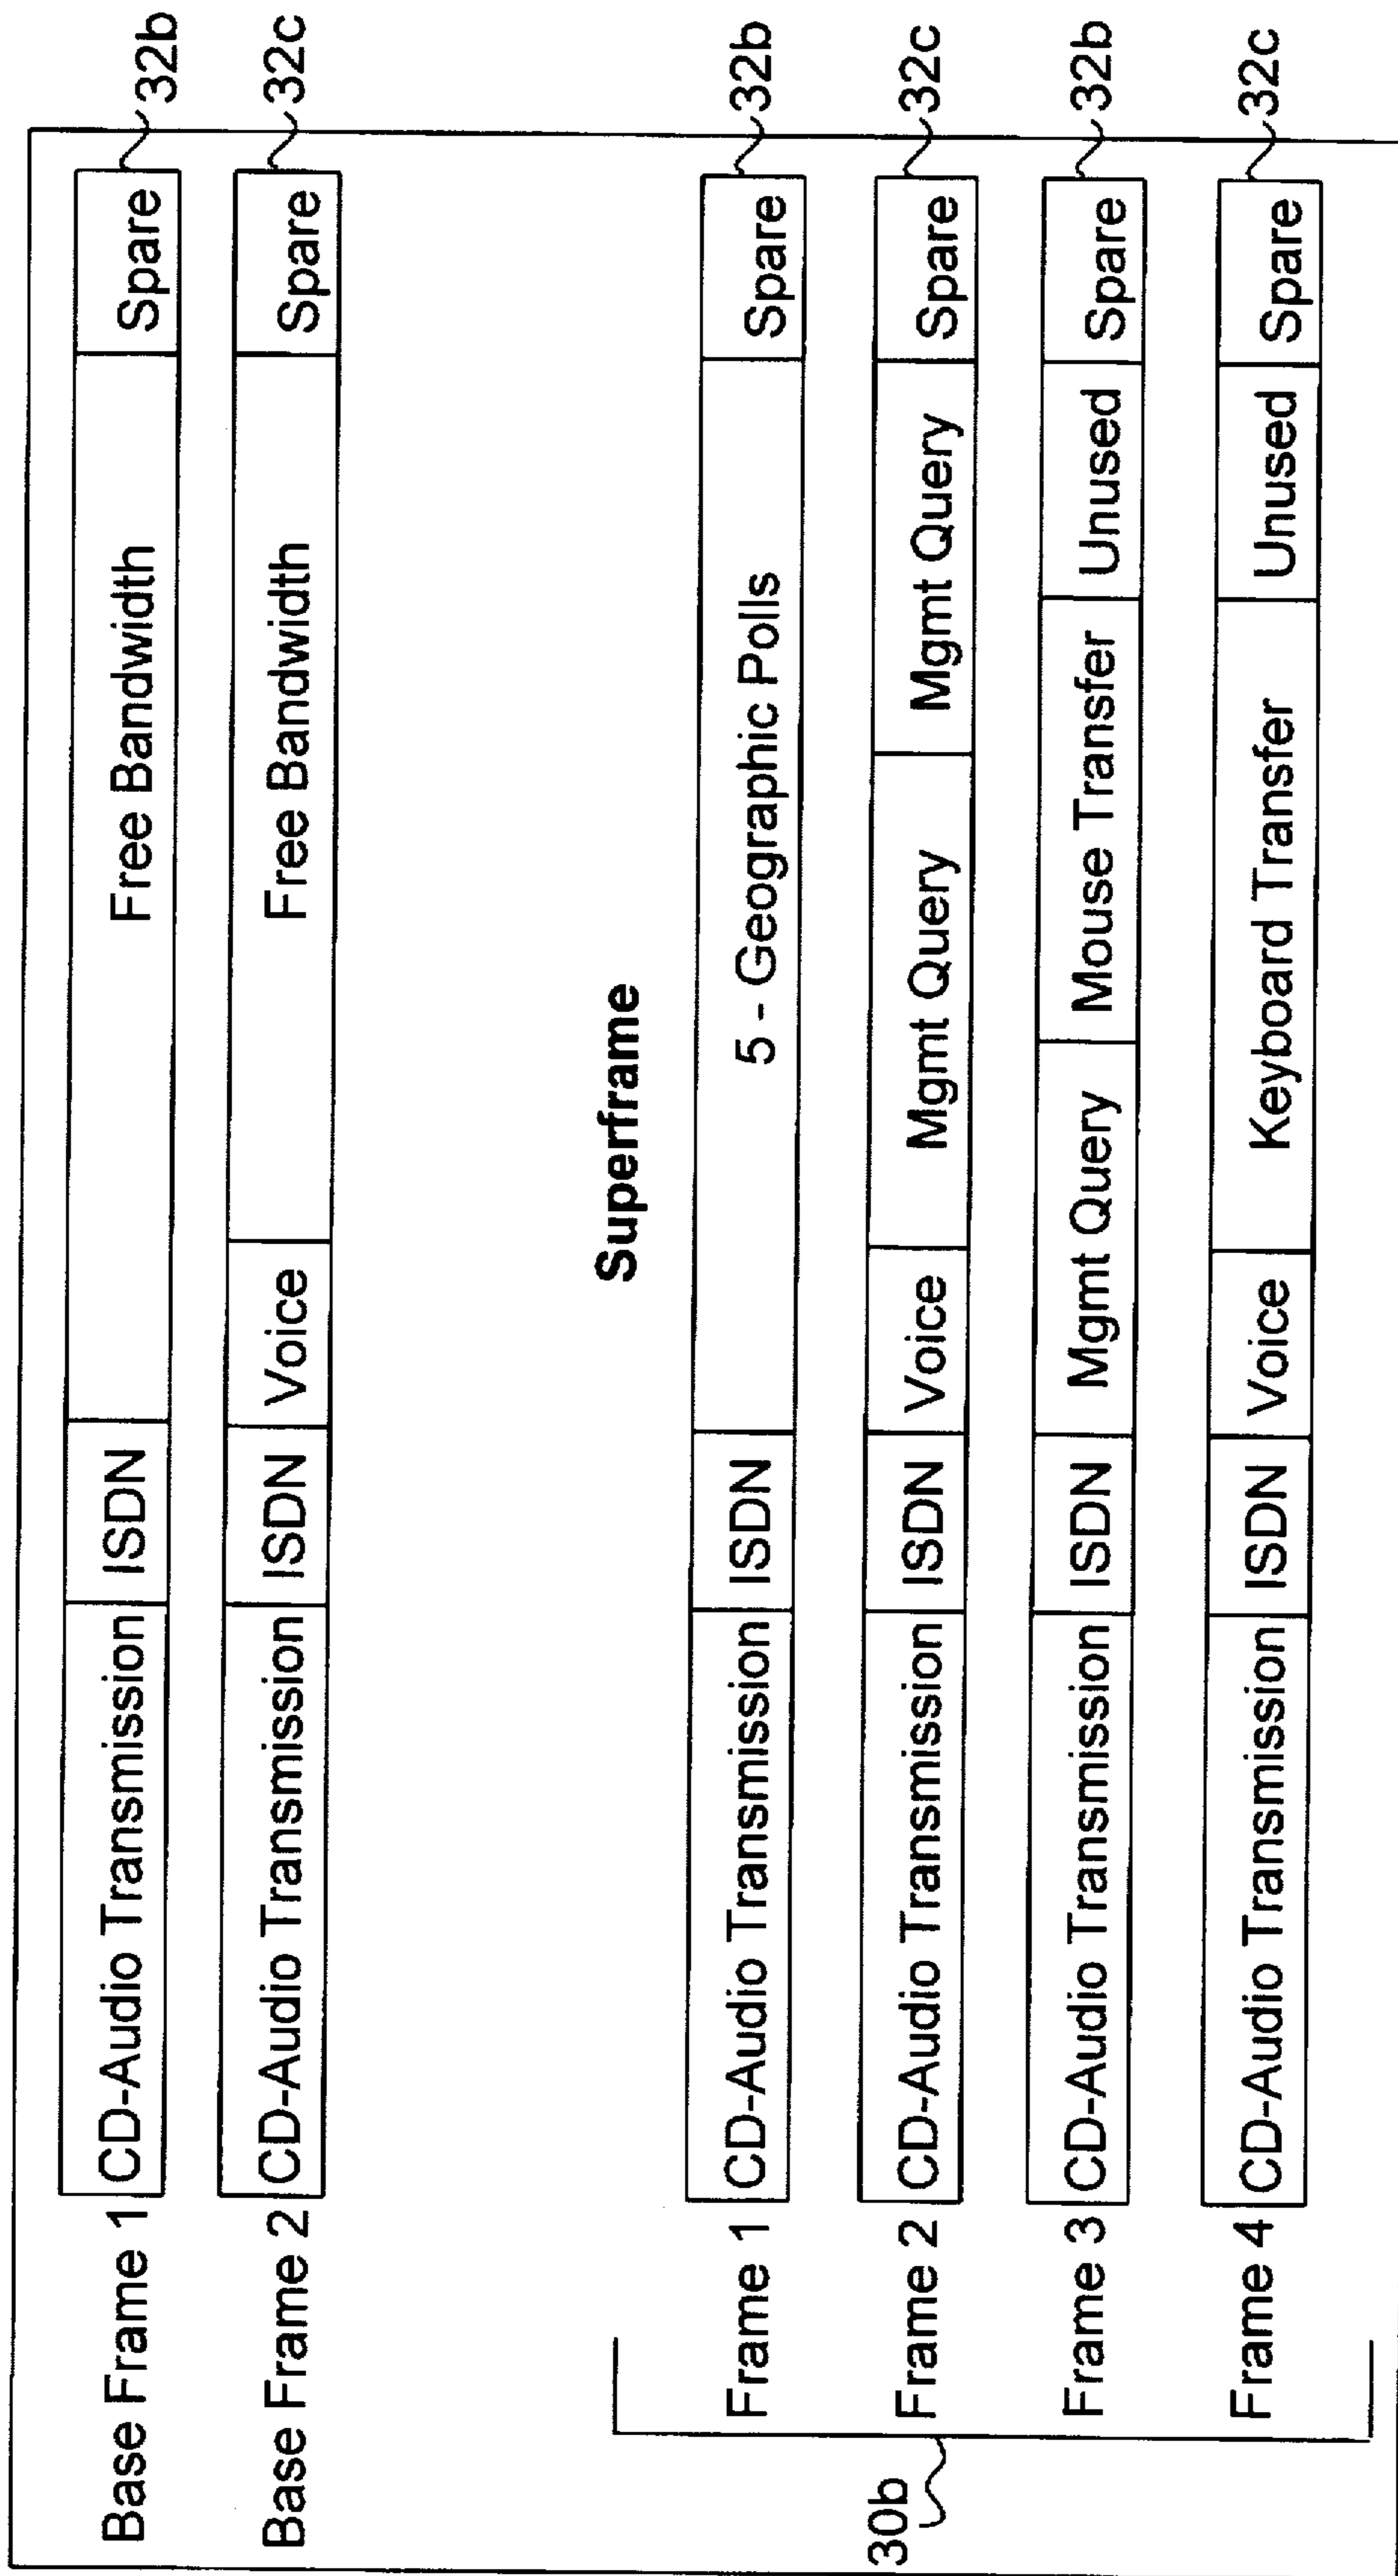 Base Frame 1 CD-Audio Transmission ISDN Free Bandwidth Spare 32b
Base Frame 2 CD-Audio Transmission ISDN Voice Free Bandwidth Spare 32c
Superframe
30b
Frame 1 CD-Audio Transmission ISDN 5 - Geographic Polls Spare 32b
Frame 2 CD-Audio Transmission ISDN Voice Mgmt Query Mgmt Query Spare 32c
Frame 3 CD-Audio Transmission ISDN Mgmt Query Mouse Transfer Unused Spare 32b
Frame 4 CD-Audio Transmission ISDN Voice Keyboard Transfer Unused Spare 32c